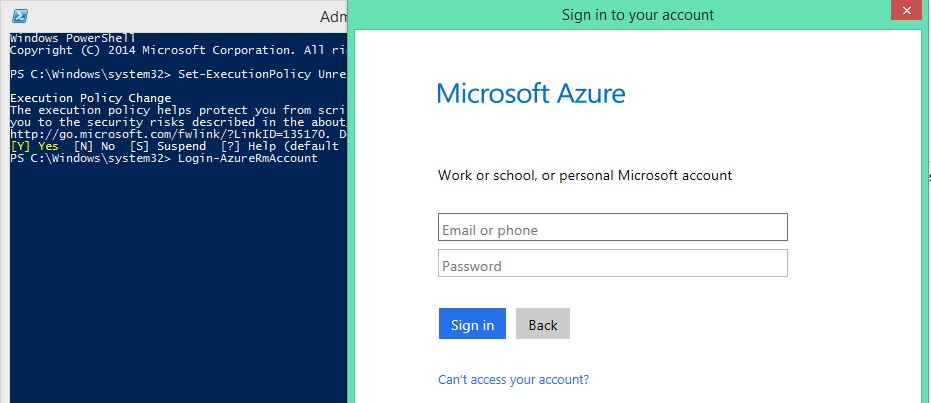 Adm
Windows PowerShell
Copyright (C) 2014 Microsoft Corporation. All ri
PS C:\Windows\system32> Set-ExecutionPolicy Unre
Execution Policy Change
The execution policy helps protect you from scri
you to the security risks described in the about
http://go.microsoft.com/fwlink/?LinkID=135170. D
[Y] Yes  [N] No  [S] Suspend  [?] Help (default
PS C:\Windows\system32> Login-AzureRmAccount
Sign in to your account
Microsoft Azure
Work or school, or personal Microsoft account
Email or phone
Password
Sign in
Back
Can't access your account?